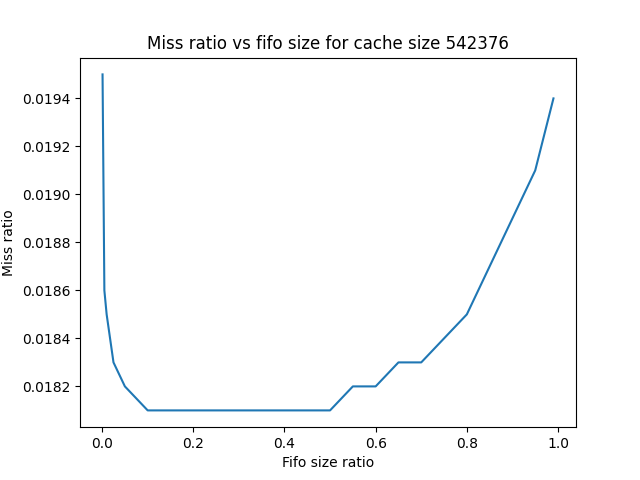 Miss ratio vs fifo size for cache size 542376
0.0194
0.0192
0.0190
0.0188
0.0186
0.0184
0.0182
Miss ratio
0.0 0.2 0.4 0.6 0.8 1.0
Fifo size ratio